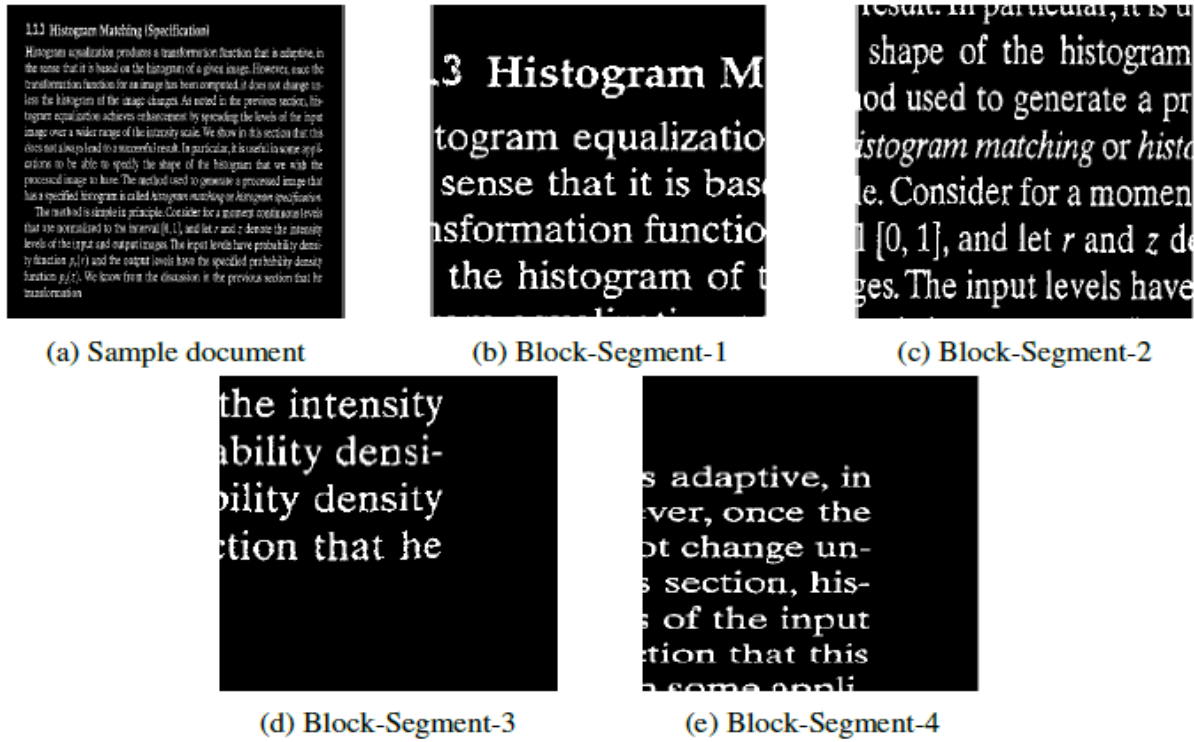 3.3.3 Histogram Matching (Specification)
Histogram equalization produces a transformation function that is adaptive, in
the sense that it is based on the histogram of a given image. However, once the
transformation function for an image has been computed, it does not change un-
less the histogram of the image changes. As noted in the previous section, his-
togram equalization achieves enhancement by spreading the levels of the input
image over a wider range of the intensity scale. We show in this section that this
does not always lead to a successful result. In particular, it is useful in some appli-
cations to be able to specify the shape of the histogram that we wish the
processed image to have. The method used to generate a processed image that
has a specified histogram is called histogram matching or histogram specification.
The method is simple in principle. Consider for a moment continuous levels
that are normalized to the interval [0, 1], and let r and z denote the intensity
levels of the input and output images. The input levels have probability densi-
ty function pᵣ(r) and the output levels have the specified probability density
function p_z(z). We know from the discussion in the previous section that he
transformation
(a) Sample document
.3 Histogram M
togram equalizatio
sense that it is bas
nsformation functio
the histogram of t
(b) Block-Segment-1
result. In particular, it is u
shape of the histogram
od used to generate a pr
istogram matching or histo
le. Consider for a momen
l [0, 1], and let r and z de
ges. The input levels have
(c) Block-Segment-2
the intensity
ability densi-
bility density
ction that he
(d) Block-Segment-3
s adaptive, in
ver, once the
ot change un-
s section, his-
s of the input
ction that this
n some appli
(e) Block-Segment-4